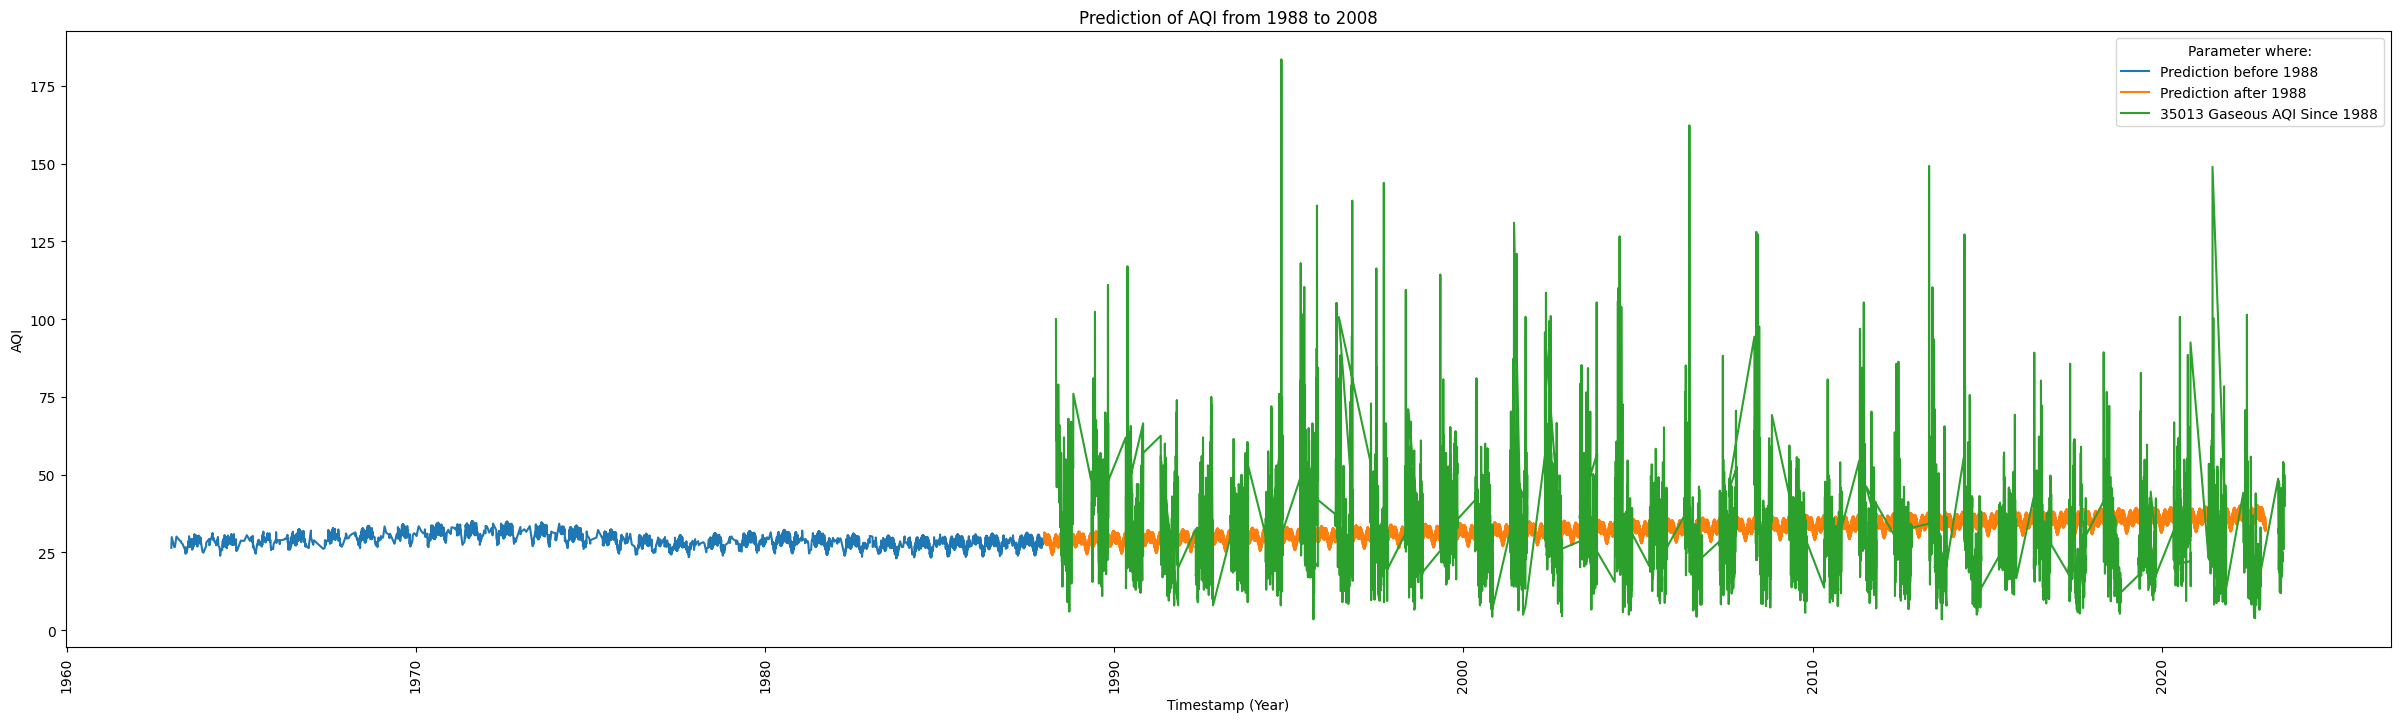 Prediction of AQI from 1988 to 2008
Parameter where:
Prediction before 1988
Prediction after 1988
35013 Gaseous AQI Since 1988
AQI
175
150
125
100
75
50
25
0
1960
1970
1980
1990
2000
2010
2020
Timestamp (Year)